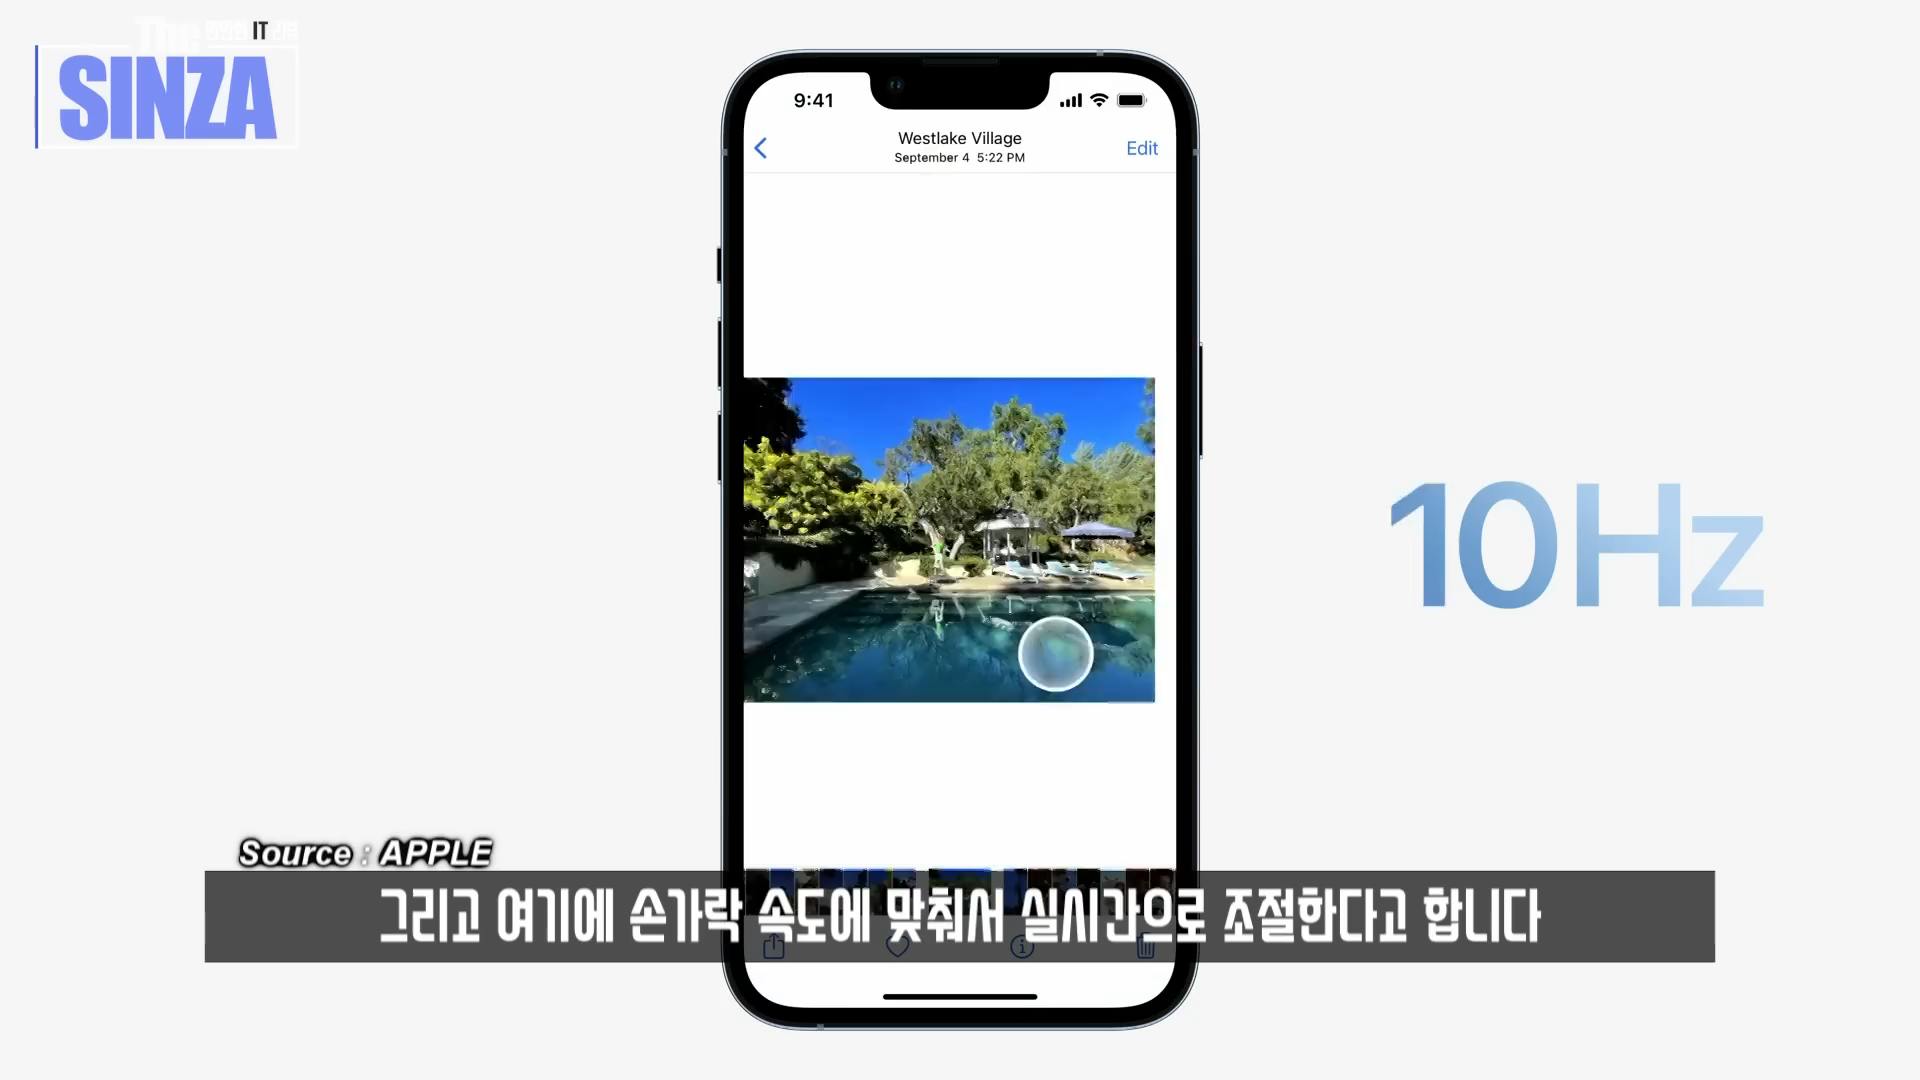 The
IT
SINZA
9:41
Westlake Village
September 4 5:22 PM
Edit
10Hz
Source : APPLE
그리고 여기에 손가락 속도에 맞춰서 실시간으로 조절한다고 합니다